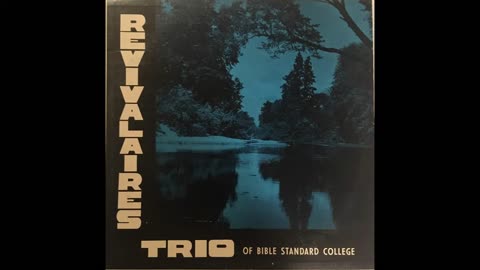 REVIVALAIRES
TRIO OF BIBLE STANDARD COLLEGE